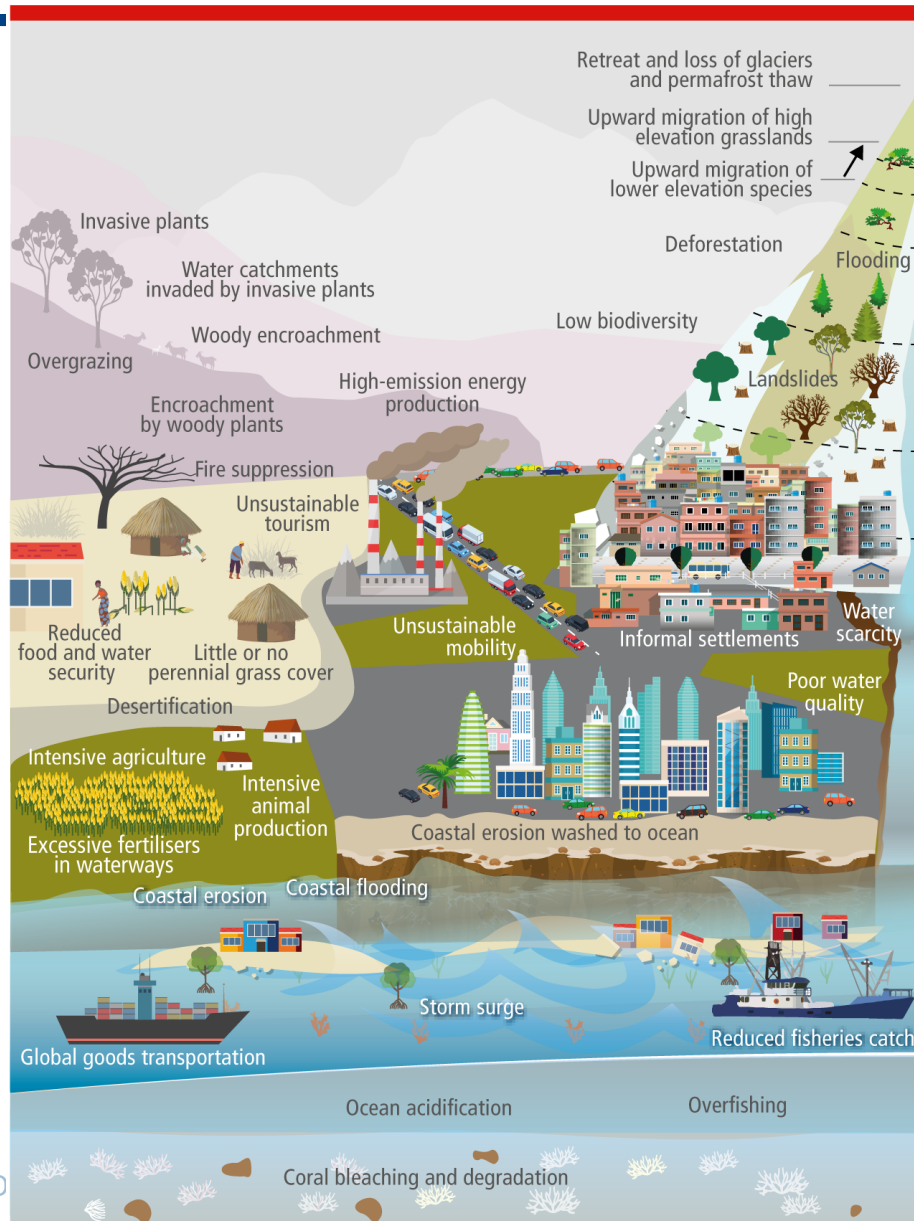 Retreat and loss of glaciers
and permafrost thaw
Upward migration of high
elevation grasslands
Upward migration of
lower elevation species
Invasive plants
Deforestation
Flooding
Water catchments
invaded by invasive plants
Low biodiversity
Woody encroachment
Overgrazing
High-emission energy
production
Landslides
Encroachment
by woody plants
Fire suppression
Unsustainable
tourism
Reduced
food and water
security
Little or no
perennial grass cover
Unsustainable
mobility
Informal settlements
Water
scarcity
Poor water
quality
Desertification
Intensive agriculture
Intensive
animal
production
Excessive fertilisers
in waterways
Coastal erosion washed to ocean
Coastal erosion
Coastal flooding
Storm surge
Global goods transportation
Reduced fisheries catch
Ocean acidification
Overfishing
Coral bleaching and degradation